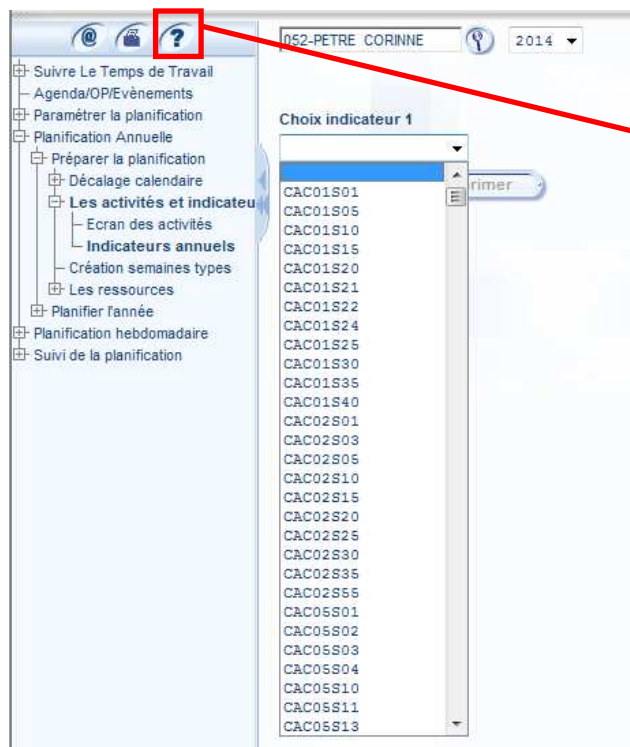 @ ?
052-PETRE CORINNE 2014
Suivre Le Temps de Travail
Agenda/OP/Evènements
Paramétrer la planification
Planification Annuelle
Préparer la planification
Décalage calendaire
Les activités et indicateu
Ecran des activités
Indicateurs annuels
Création semaines types
Les ressources
Planifier l'année
Planification hebdomadaire
Suivi de la planification
Choix indicateur 1
rimer
CAC01S01
CAC01S05
CAC01S10
CAC01S15
CAC01S20
CAC01S21
CAC01S22
CAC01S24
CAC01S25
CAC01S30
CAC01S35
CAC01S40
CAC02S01
CAC02S03
CAC02S05
CAC02S10
CAC02S15
CAC02S20
CAC02S25
CAC02S30
CAC02S35
CAC02S55
CAC05S01
CAC05S02
CAC05S03
CAC05S04
CAC05S10
CAC05S11
CAC05S13